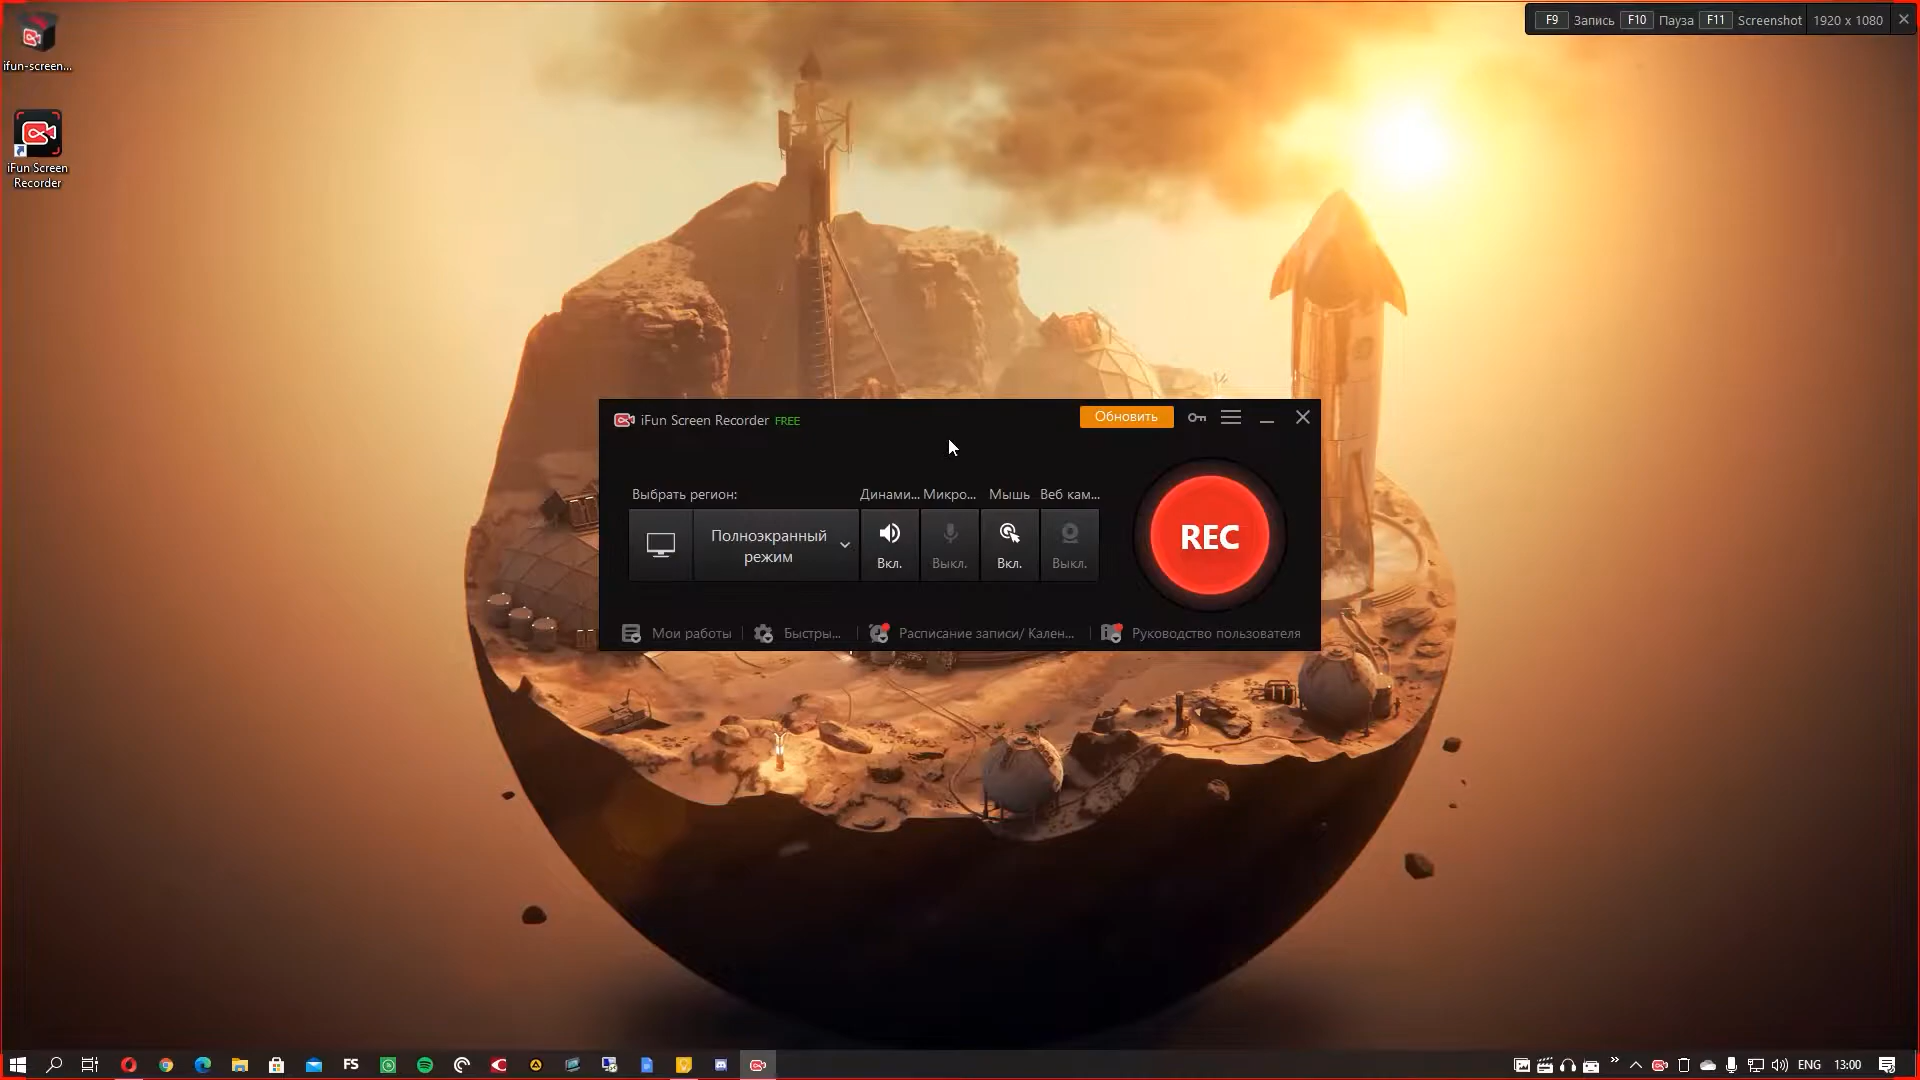 F9 Запись F10 Пауза F11 Screenshot 1920 x 1080
ifun-screen...
iFun Screen
Recorder
iFun Screen Recorder FREE
Обновить
Выбрать регион:
Динами... Микро... Мышь Веб кам...
Полноэкранный
режим
Вкл. Выкл. Вкл. Выкл.
REC
Мои работы
Быстры...
Расписание записи/ Кален...
Руководство пользователя
FS
ENG 13:00